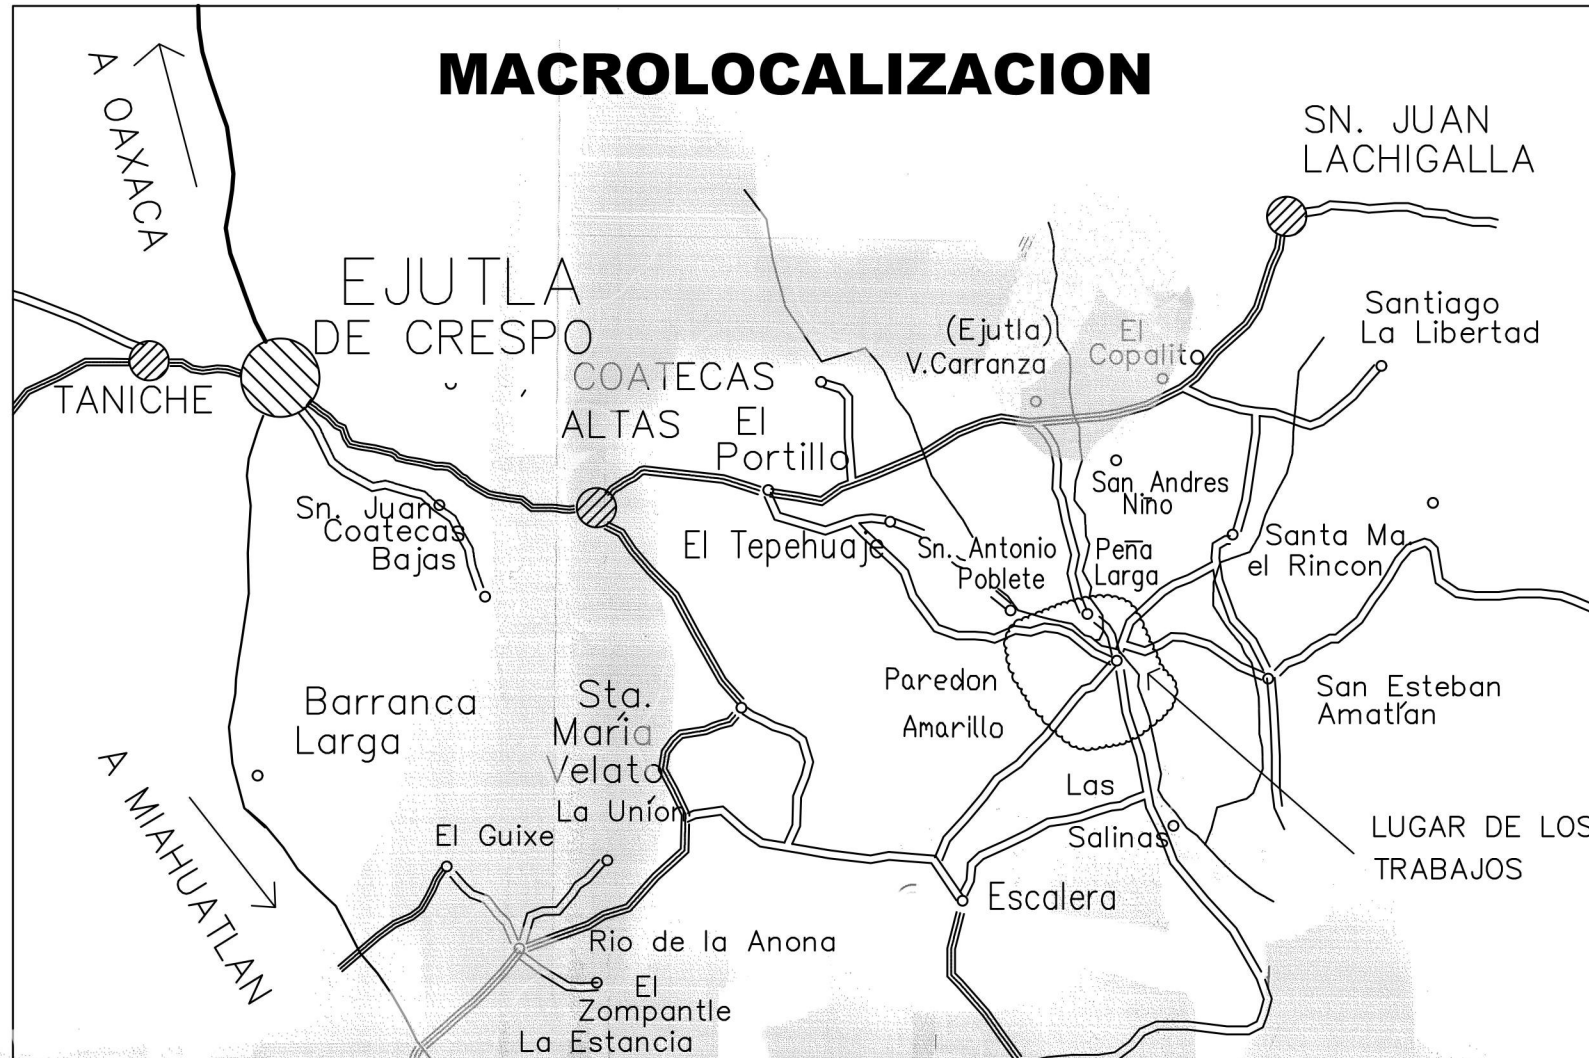 MACROLOCALIZACION
A OAXACA
SN. JUAN
LACHIGALLA
EJUTLA
DE CRESPO
Santiago
La Libertad
(Ejutla)
V.Carranza
El
Copalito
TANICHE
COATECAS
ALTAS
El
Portillo
San Andres
Nino
Sn. Juan
Coatecas
Bajas
El Tepehuaje
Sn. Antonio
Poblete
Peña
Larga
Santa Ma.
el Rincon
Barranca
Larga
Sta.
María
Velato
Paredon
Amarillo
San Esteban
Amatlán
A MIAHUATLAN
La Unión
El Guixe
Las
Salinas
LUGAR DE LOS
TRABAJOS
Escalera
Rio de la Anona
El
Zompantle
La Estancia